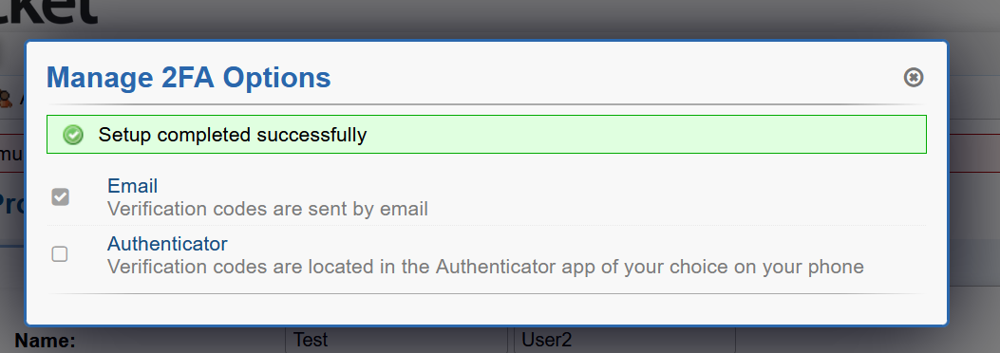 Manage 2FA Options
Setup completed successfully
Email
Verification codes are sent by email
Authenticator
Verification codes are located in the Authenticator app of your choice on your phone
Name: Test User2